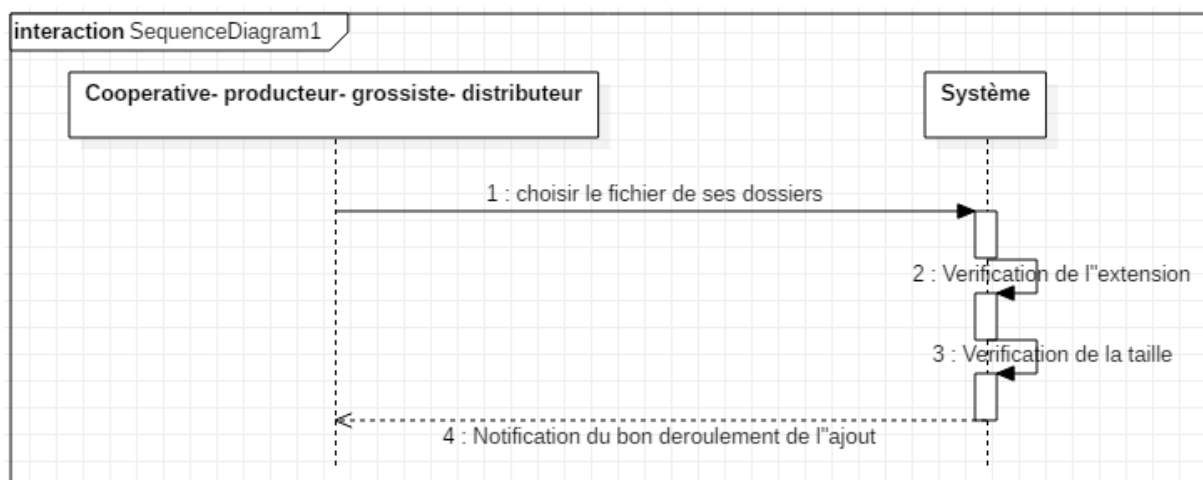 interaction SequenceDiagram1
Cooperative- producteur- grossiste- distributeur
Système
1 : choisir le fichier de ses dossiers
2 : Verification de l"extension
3 : Verification de la taille
4 : Notification du bon deroulement de l"ajout